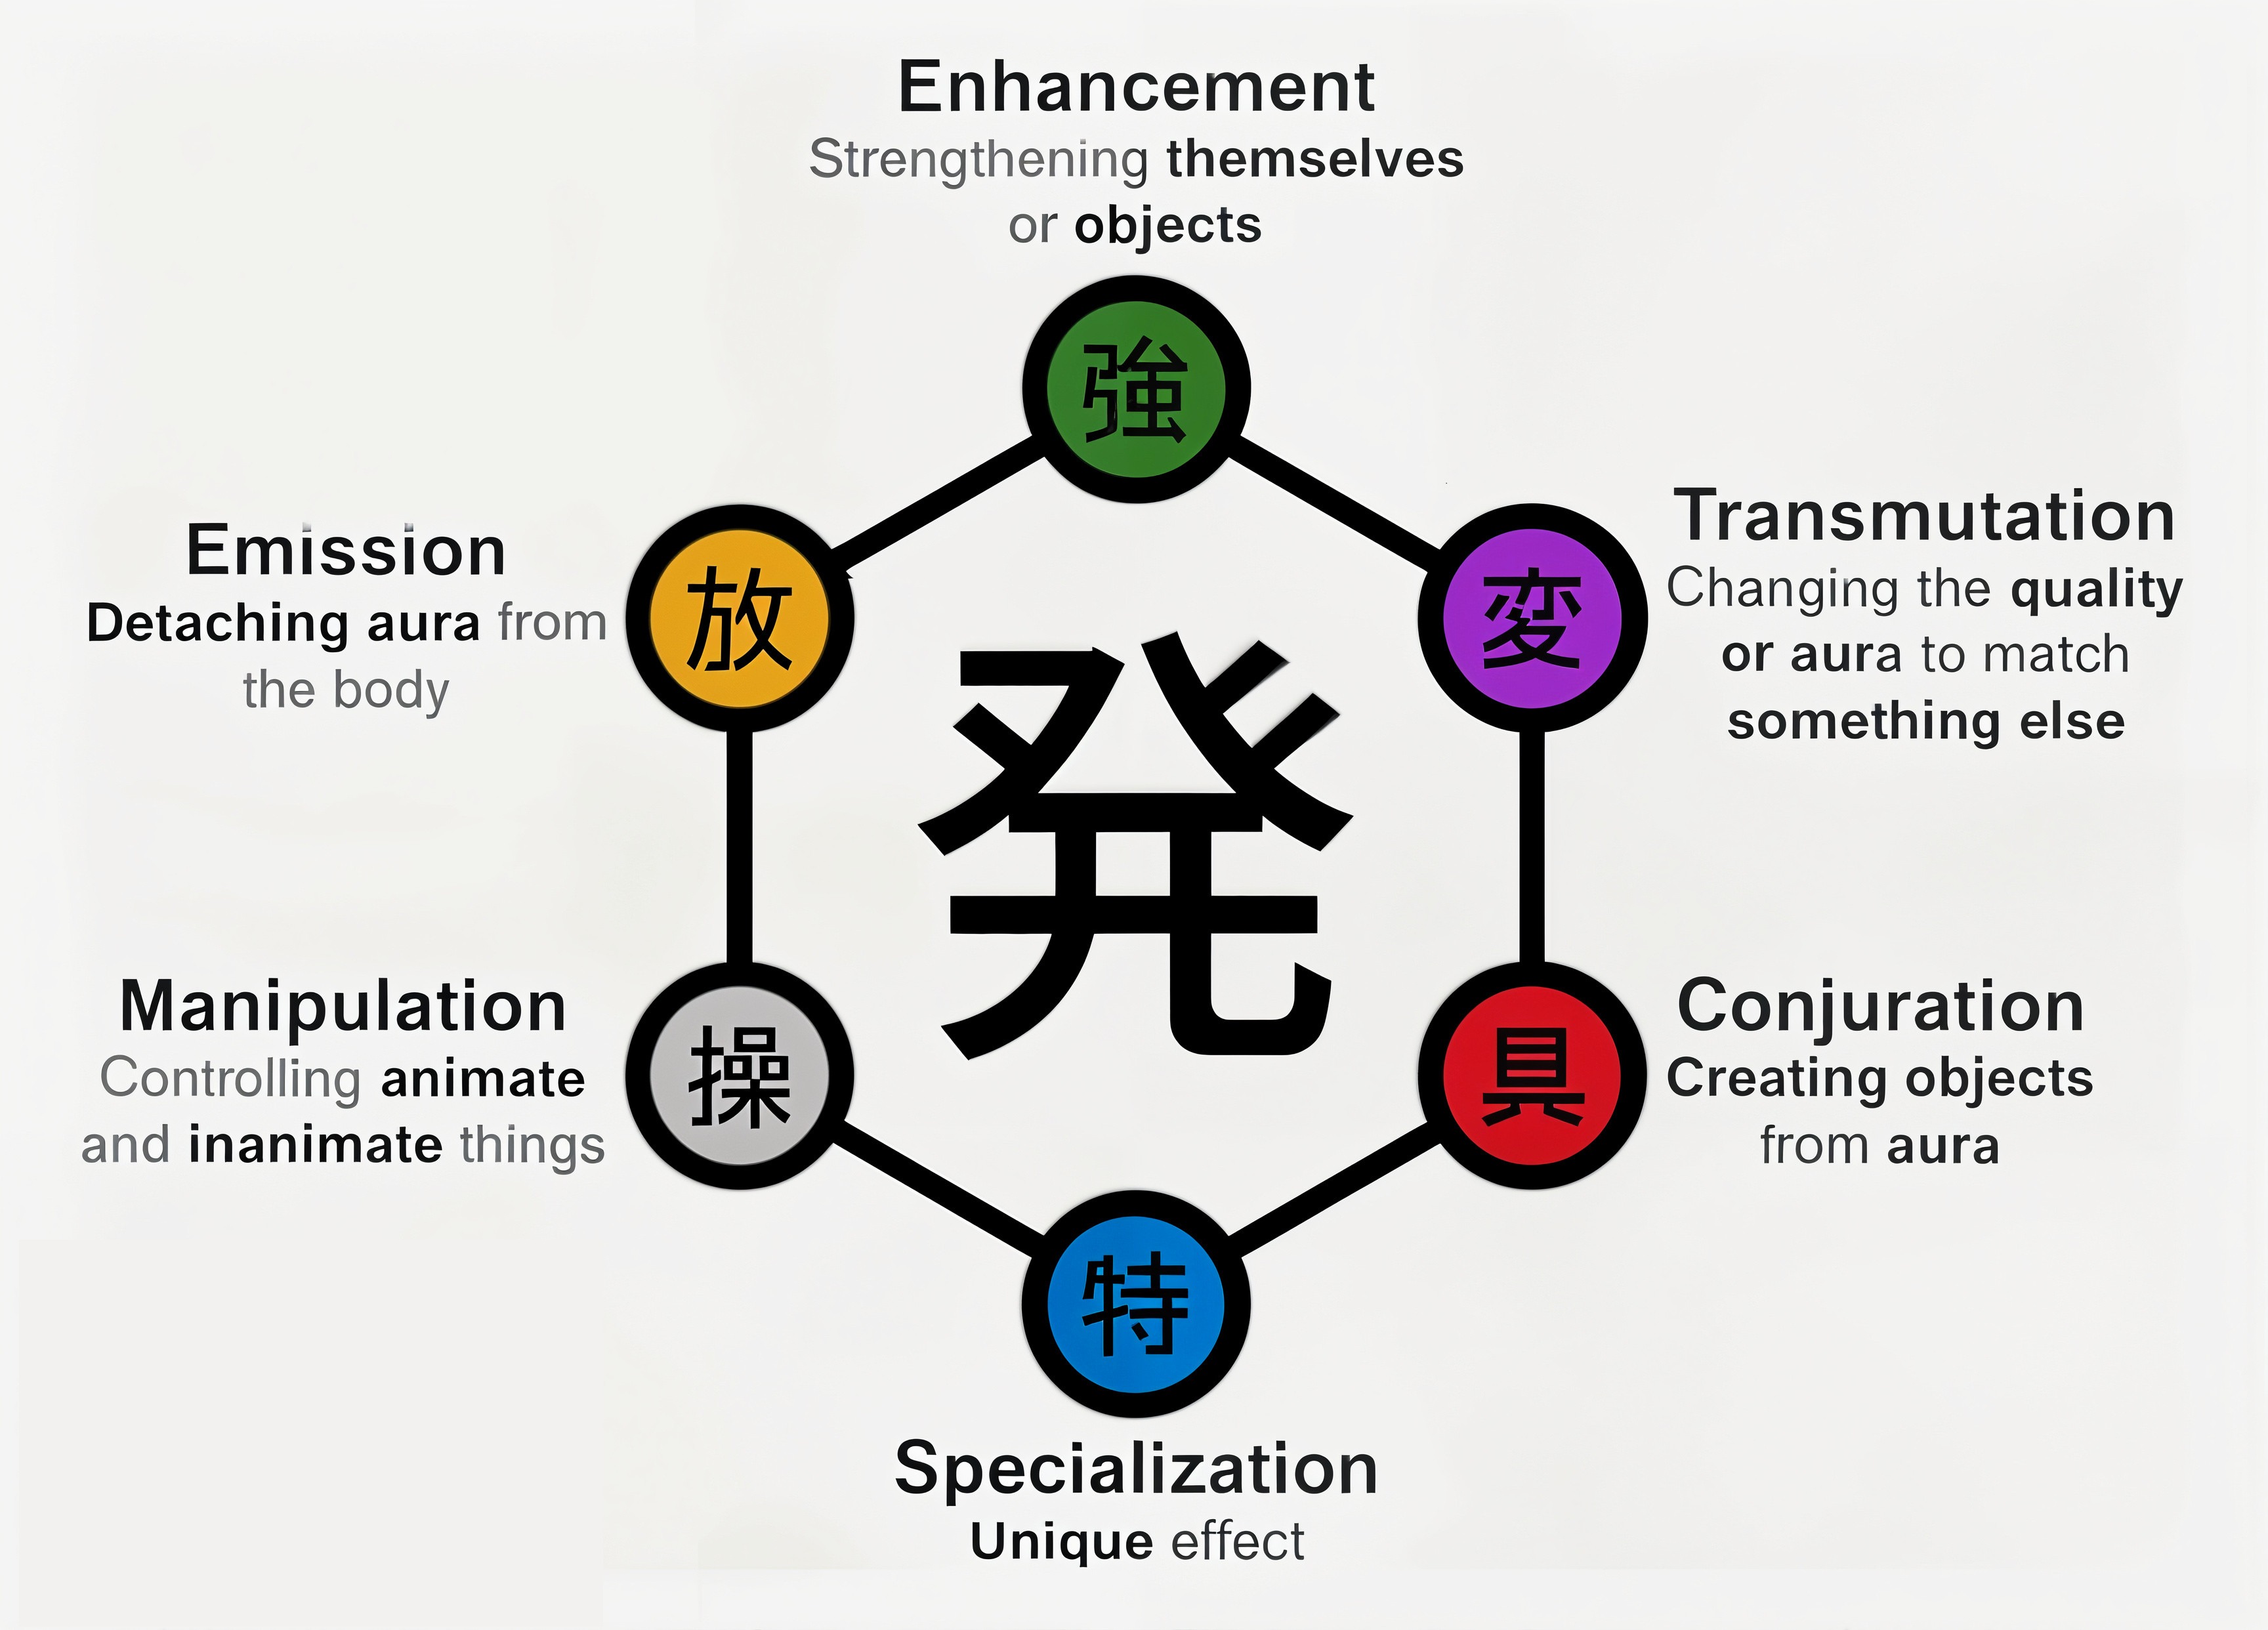 Enhancement
Strengthening themselves
or objects
強
Emission
Detaching aura from
the body
放
変
Transmutation
Changing the quality
or aura to match
something else
発
Manipulation
Controlling animate
and inanimate things
操
具
Conjuration
Creating objects
from aura
特
Specialization
Unique effect